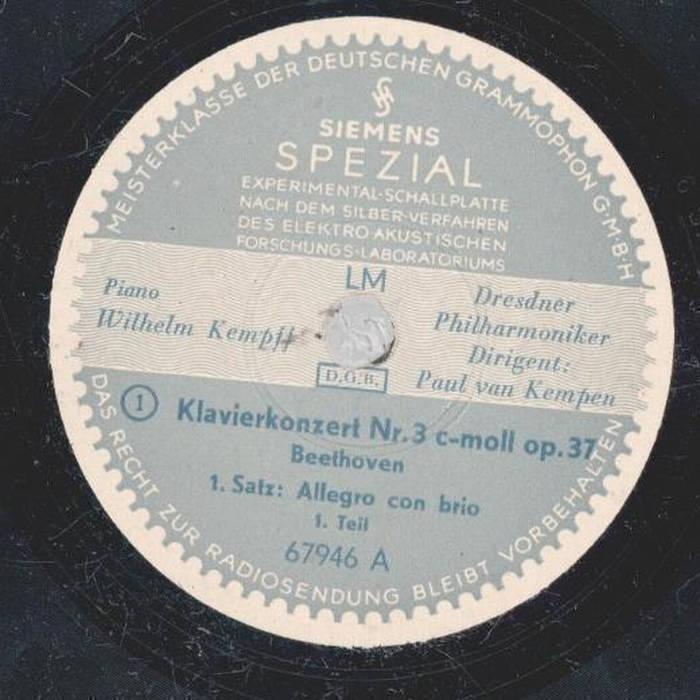 MEISTERKLASSE DER DEUTSCHEN GRAMMOPHON G·M·B·H
SIEMENS
SPEZIAL
EXPERIMENTAL-SCHALLPLATTE
NACH DEM SILBER-VERFAHREN
DES ELEKTRO-AKUSTISCHEN
FORSCHUNGS-LABORATORIUMS
LM
Piano
Wilhelm Kempff
Dresdner
Philharmoniker
Dirigent:
Paul van Kempen
D.G.B.
1 Klavierkonzert Nr.3 c-moll op.37
Beethoven
1. Satz: Allegro con brio
1. Teil
67946 A
DAS RECHT ZUR RADIOSENDUNG BLEIBT VORBEHALTEN